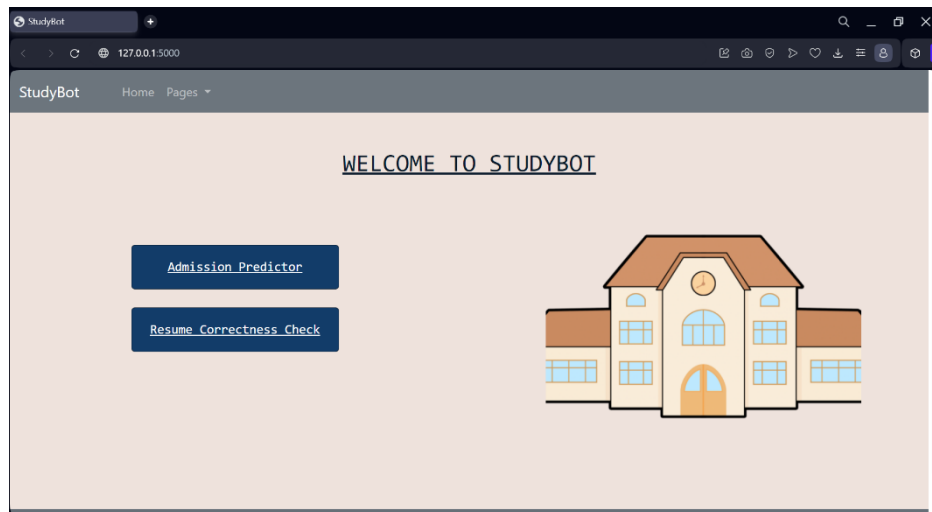 StudyBot
127.0.0.1:5000
StudyBot Home Pages
WELCOME TO STUDYBOT
Admission Predictor
Resume Correctness Check